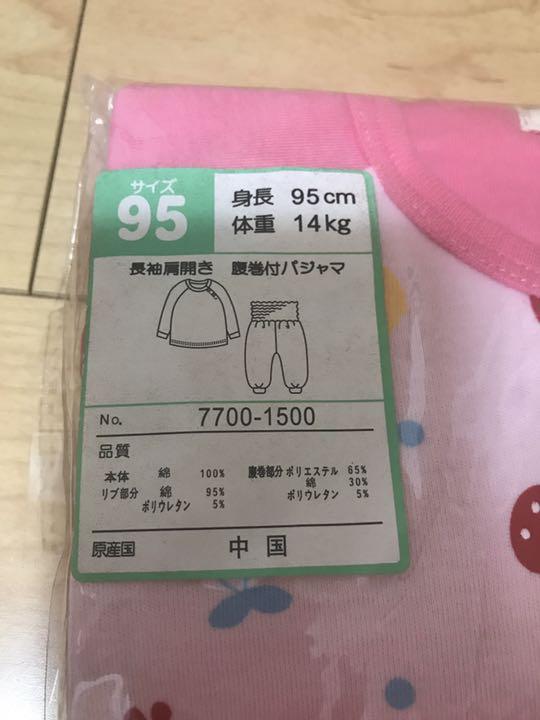 サイズ
95
身長 95cm
体重 14kg
長袖肩開き 腹巻付パジャマ
No. 7700-1500
品質
本体 綿 100%
リブ部分 綿 95%
ポリウレタン 5%
腹巻部分 ポリエステル 65%
綿 30%
ポリウレタン 5%
原産国 中国